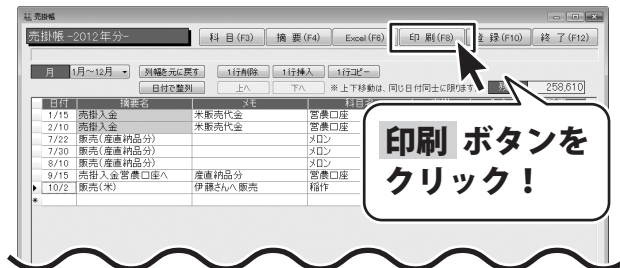 売掛帳
売掛帳 -2012年分-
科 目(F3) 摘 要(F4) Excel(F6) 印 刷(F8) 登 録(F10) 終 了(F12)
月 1月～12月 列幅を元に戻す 1行削除 1行挿入 1行コピー
日付で整列 上へ 下へ ※上下移動は、同じ日付同士に限ります 258,610
日付 摘要名 メモ 科目
1/15 売掛入金 米販売代金 営農口座
2/10 売掛入金 米販売代金 営農口座
7/22 販売(産直納品分) メロン
7/30 販売(産直納品分) メロン
8/10 販売(産直納品分) メロン
9/15 売掛入金営農口座へ 産直納品分 営農口座
10/2 販売(米) 伊藤さんへ販売 稲作
印刷 ボタンを
クリック！